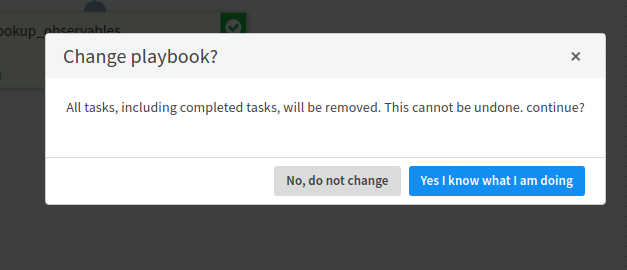 ookup_observables
Change playbook?
×
All tasks, including completed tasks, will be removed. This cannot be undone. continue?
No, do not change
Yes I know what I am doing